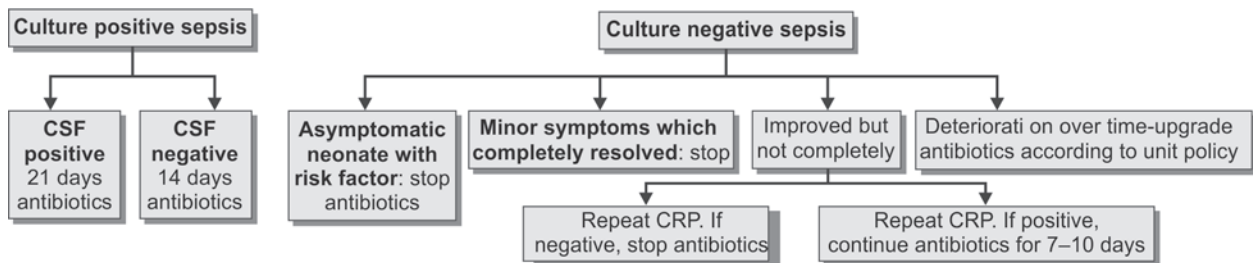 Culture positive sepsis
CSF
positive
21 days
antibiotics
CSF
negative
14 days
antibiotics
Culture negative sepsis
Asymptomatic
neonate with
risk factor: stop
antibiotics
Minor symptoms which
completely resolved: stop
Improved but
not completely
Deteriorati on over time-upgrade
antibiotics according to unit policy
Repeat CRP. If
negative, stop antibiotics
Repeat CRP. If positive,
continue antibiotics for 7–10 days